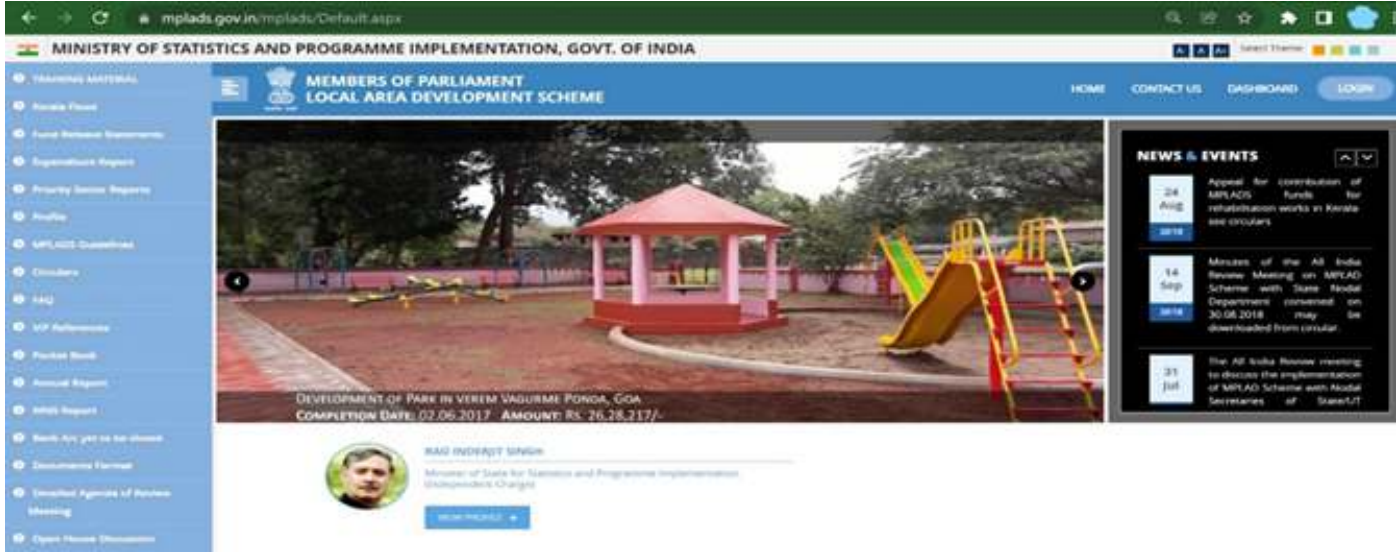 mplads.gov.in/mplads/Default.aspx
MINISTRY OF STATISTICS AND PROGRAMME IMPLEMENTATION, GOVT. OF INDIA
A- A A+ Select Theme
TRAINING MATERIAL
Kerala Flood
Fund Release Statements
Expenditure Report
Priority Sector Reports
Profile
MPLADS Guidelines
Circulars
FAQ
VIP References
Pocket Book
Annual Report
Bank A/c yet to be closed
Documents Format
Detailed Agenda of Review
Meeting
Open House Discussion
MEMBERS OF PARLIAMENT
LOCAL AREA DEVELOPMENT SCHEME
HOME CONTACT US DASHBOARD LOGIN
DEVELOPMENT OF PARK IN VEREM VAGURME PONDA, GOA
COMPLETION DATE: 02.06.2017 AMOUNT: RS. 26,28,217/-
NEWS & EVENTS
24
Aug
2018
Appeal for contribution of
MPLADS funds for
rehabilitation works in Kerala-
see circulars
14
Sep
2018
Minutes of the All India
Review Meeting on MPLAD
Scheme with State Nodal
Department convened on
30.08.2018 may be
downloaded from circular.
31
Jul
The All India Review meeting
to discuss the implementation
of MPLAD Scheme with Nodal
Secretaries of State/UT
RAO INDERJIT SINGH
Minister of State for Statistics and Programme Implementation
(Independent Charge)
VIEW PROFILE